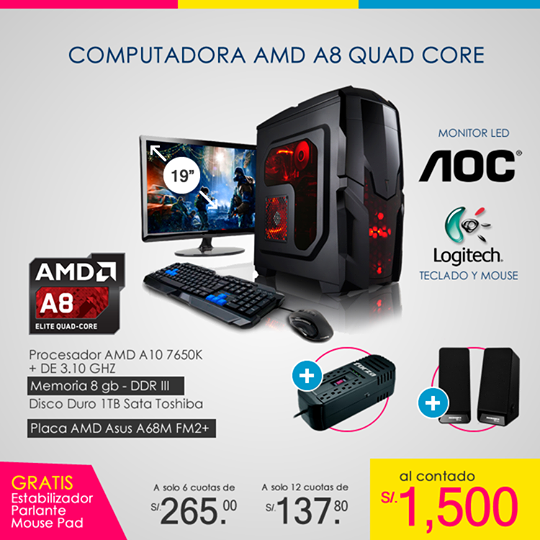 COMPUTADORA AMD A8 QUAD CORE
19"
MONITOR LED
AOC®
Logitech®
TECLADO Y MOUSE
AMD
A8
ELITE QUAD-CORE
Procesador AMD A10 7650K
+ DE 3.10 GHZ
Memoria 8 gb - DDR III
Disco Duro 1TB Sata Toshiba
Placa AMD Asus A68M FM2+
FORZA
GRATIS
Estabilizador
Parlante
Mouse Pad
A solo 6 cuotas de
S/.265.00
A solo 12 cuotas de
S/.137.80
al contado
S/.1,500